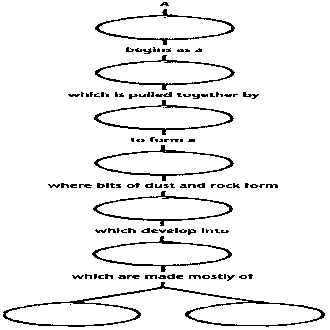 A
begins as a
which is pulled together by
to form a
where bits of dust and rock form
which develop into
which are made mostly of